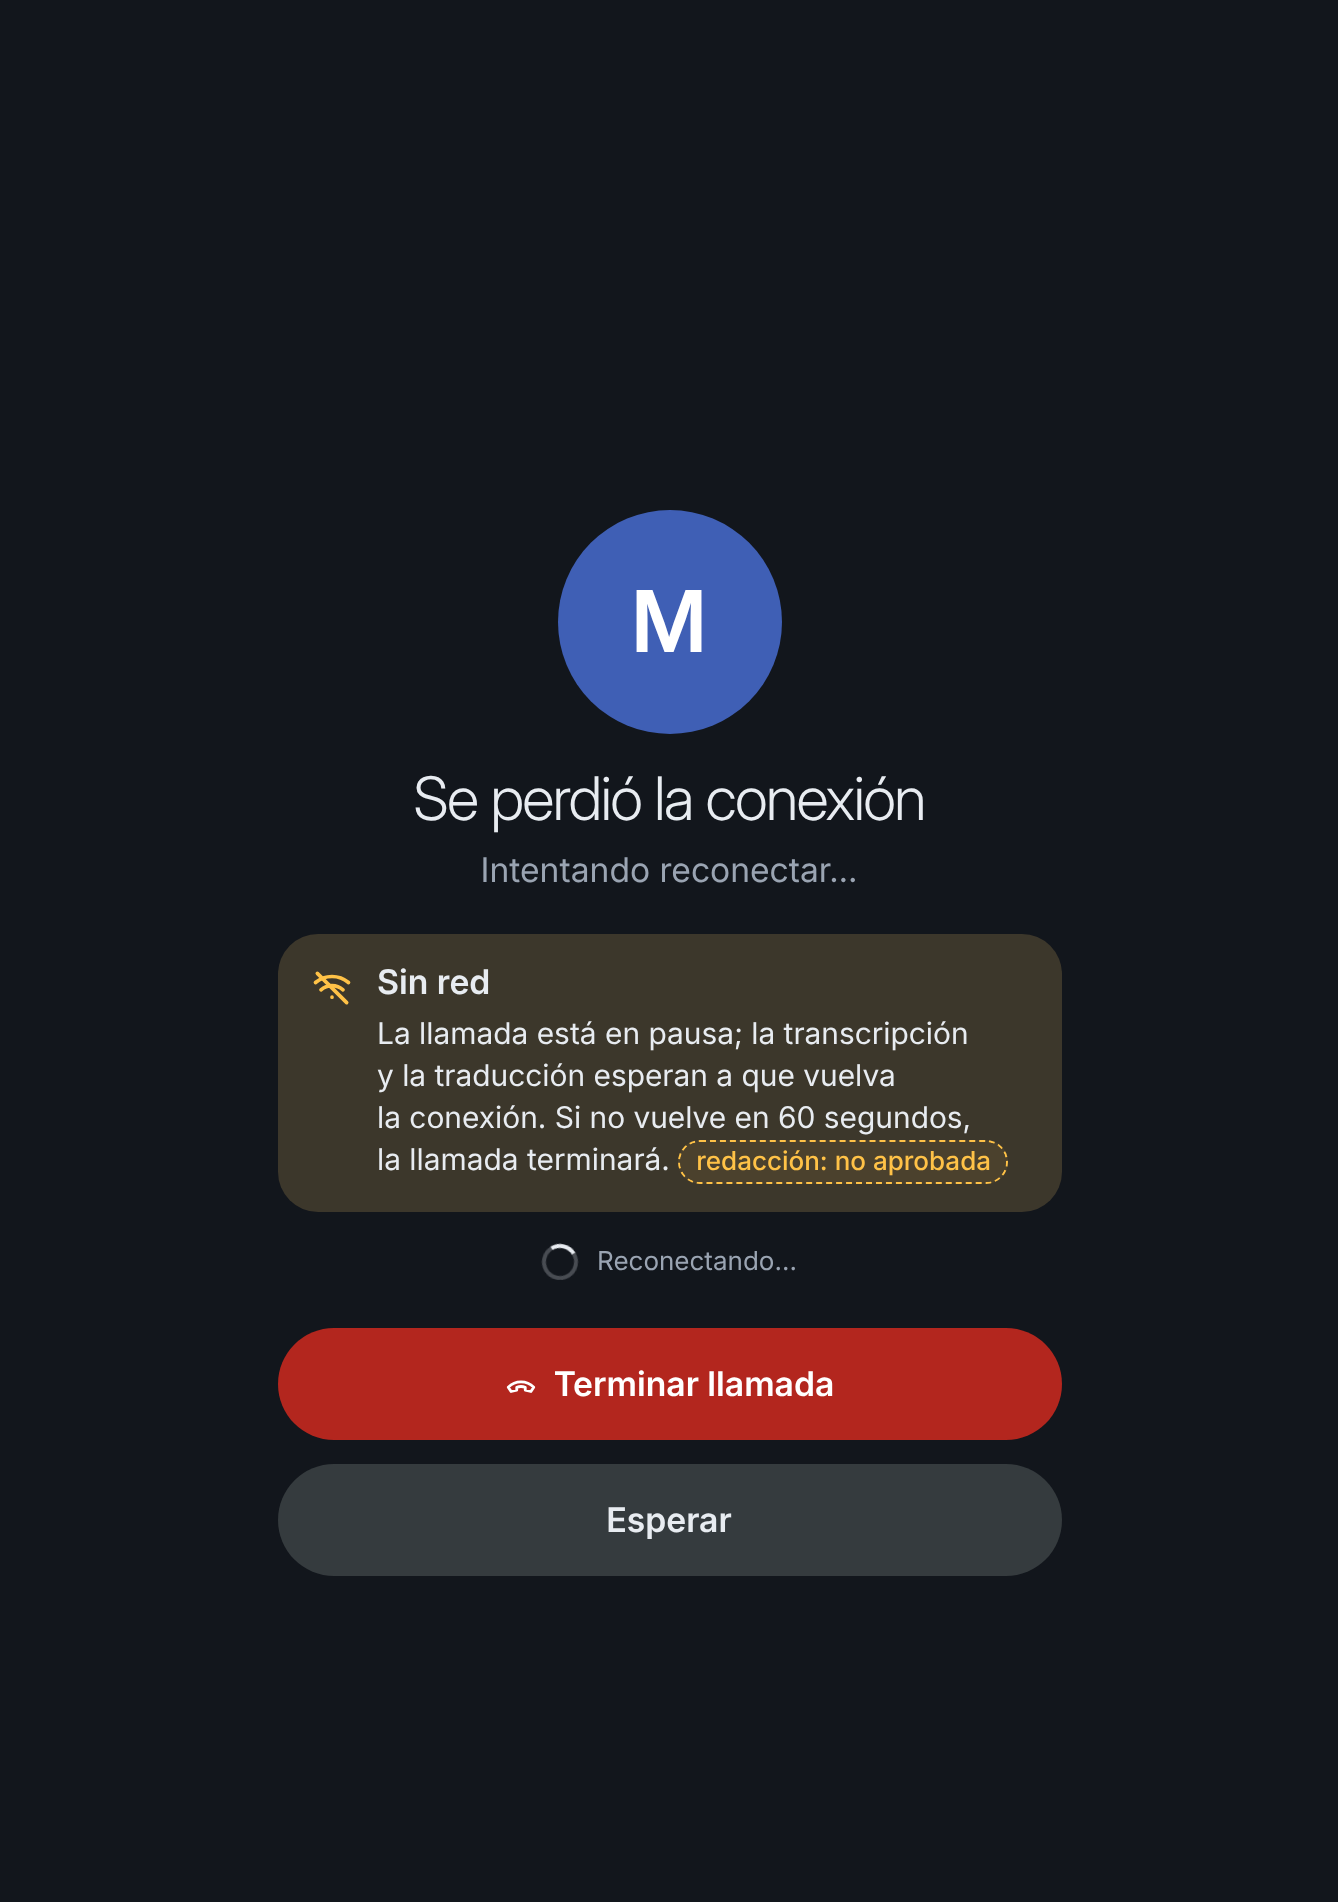 M
Se perdió la conexión
Intentando reconectar...
Sin red
La llamada está en pausa; la transcripción
y la traducción esperan a que vuelva
la conexión. Si no vuelve en 60 segundos,
la llamada terminará. redacción: no aprobada
Reconectando...
Terminar llamada
Esperar